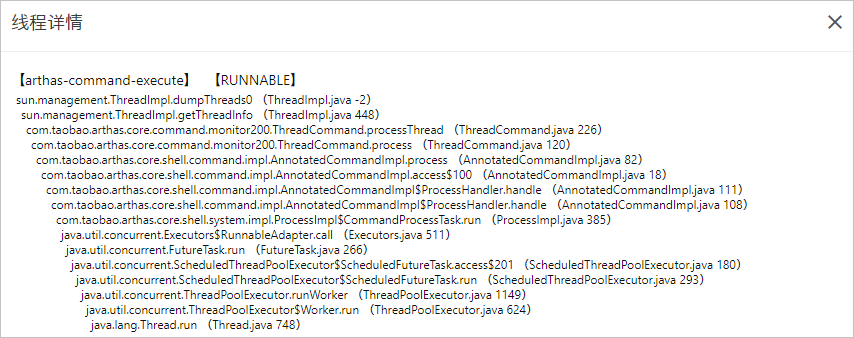 线程详情
【arthas-command-execute】 【RUNNABLE】
sun.management.ThreadImpl.dumpThreads0 （ThreadImpl.java -2）
sun.management.ThreadImpl.getThreadInfo （ThreadImpl.java 448）
com.taobao.arthas.core.command.monitor200.ThreadCommand.processThread （ThreadCommand.java 226）
com.taobao.arthas.core.command.monitor200.ThreadCommand.process （ThreadCommand.java 120）
com.taobao.arthas.core.shell.command.impl.AnnotatedCommandImpl.process （AnnotatedCommandImpl.java 82）
com.taobao.arthas.core.shell.command.impl.AnnotatedCommandImpl.access$100 （AnnotatedCommandImpl.java 18）
com.taobao.arthas.core.shell.command.impl.AnnotatedCommandImpl$ProcessHandler.handle （AnnotatedCommandImpl.java 111）
com.taobao.arthas.core.shell.command.impl.AnnotatedCommandImpl$ProcessHandler.handle （AnnotatedCommandImpl.java 108）
com.taobao.arthas.core.shell.system.impl.ProcessImpl$CommandProcessTask.run （ProcessImpl.java 385）
java.util.concurrent.Executors$RunnableAdapter.call （Executors.java 511）
java.util.concurrent.FutureTask.run （FutureTask.java 266）
java.util.concurrent.ScheduledThreadPoolExecutor$ScheduledFutureTask.access$201 （ScheduledThreadPoolExecutor.java 180）
java.util.concurrent.ScheduledThreadPoolExecutor$ScheduledFutureTask.run （ScheduledThreadPoolExecutor.java 293）
java.util.concurrent.ThreadPoolExecutor.runWorker （ThreadPoolExecutor.java 1149）
java.util.concurrent.ThreadPoolExecutor$Worker.run （ThreadPoolExecutor.java 624）
java.lang.Thread.run （Thread.java 748）